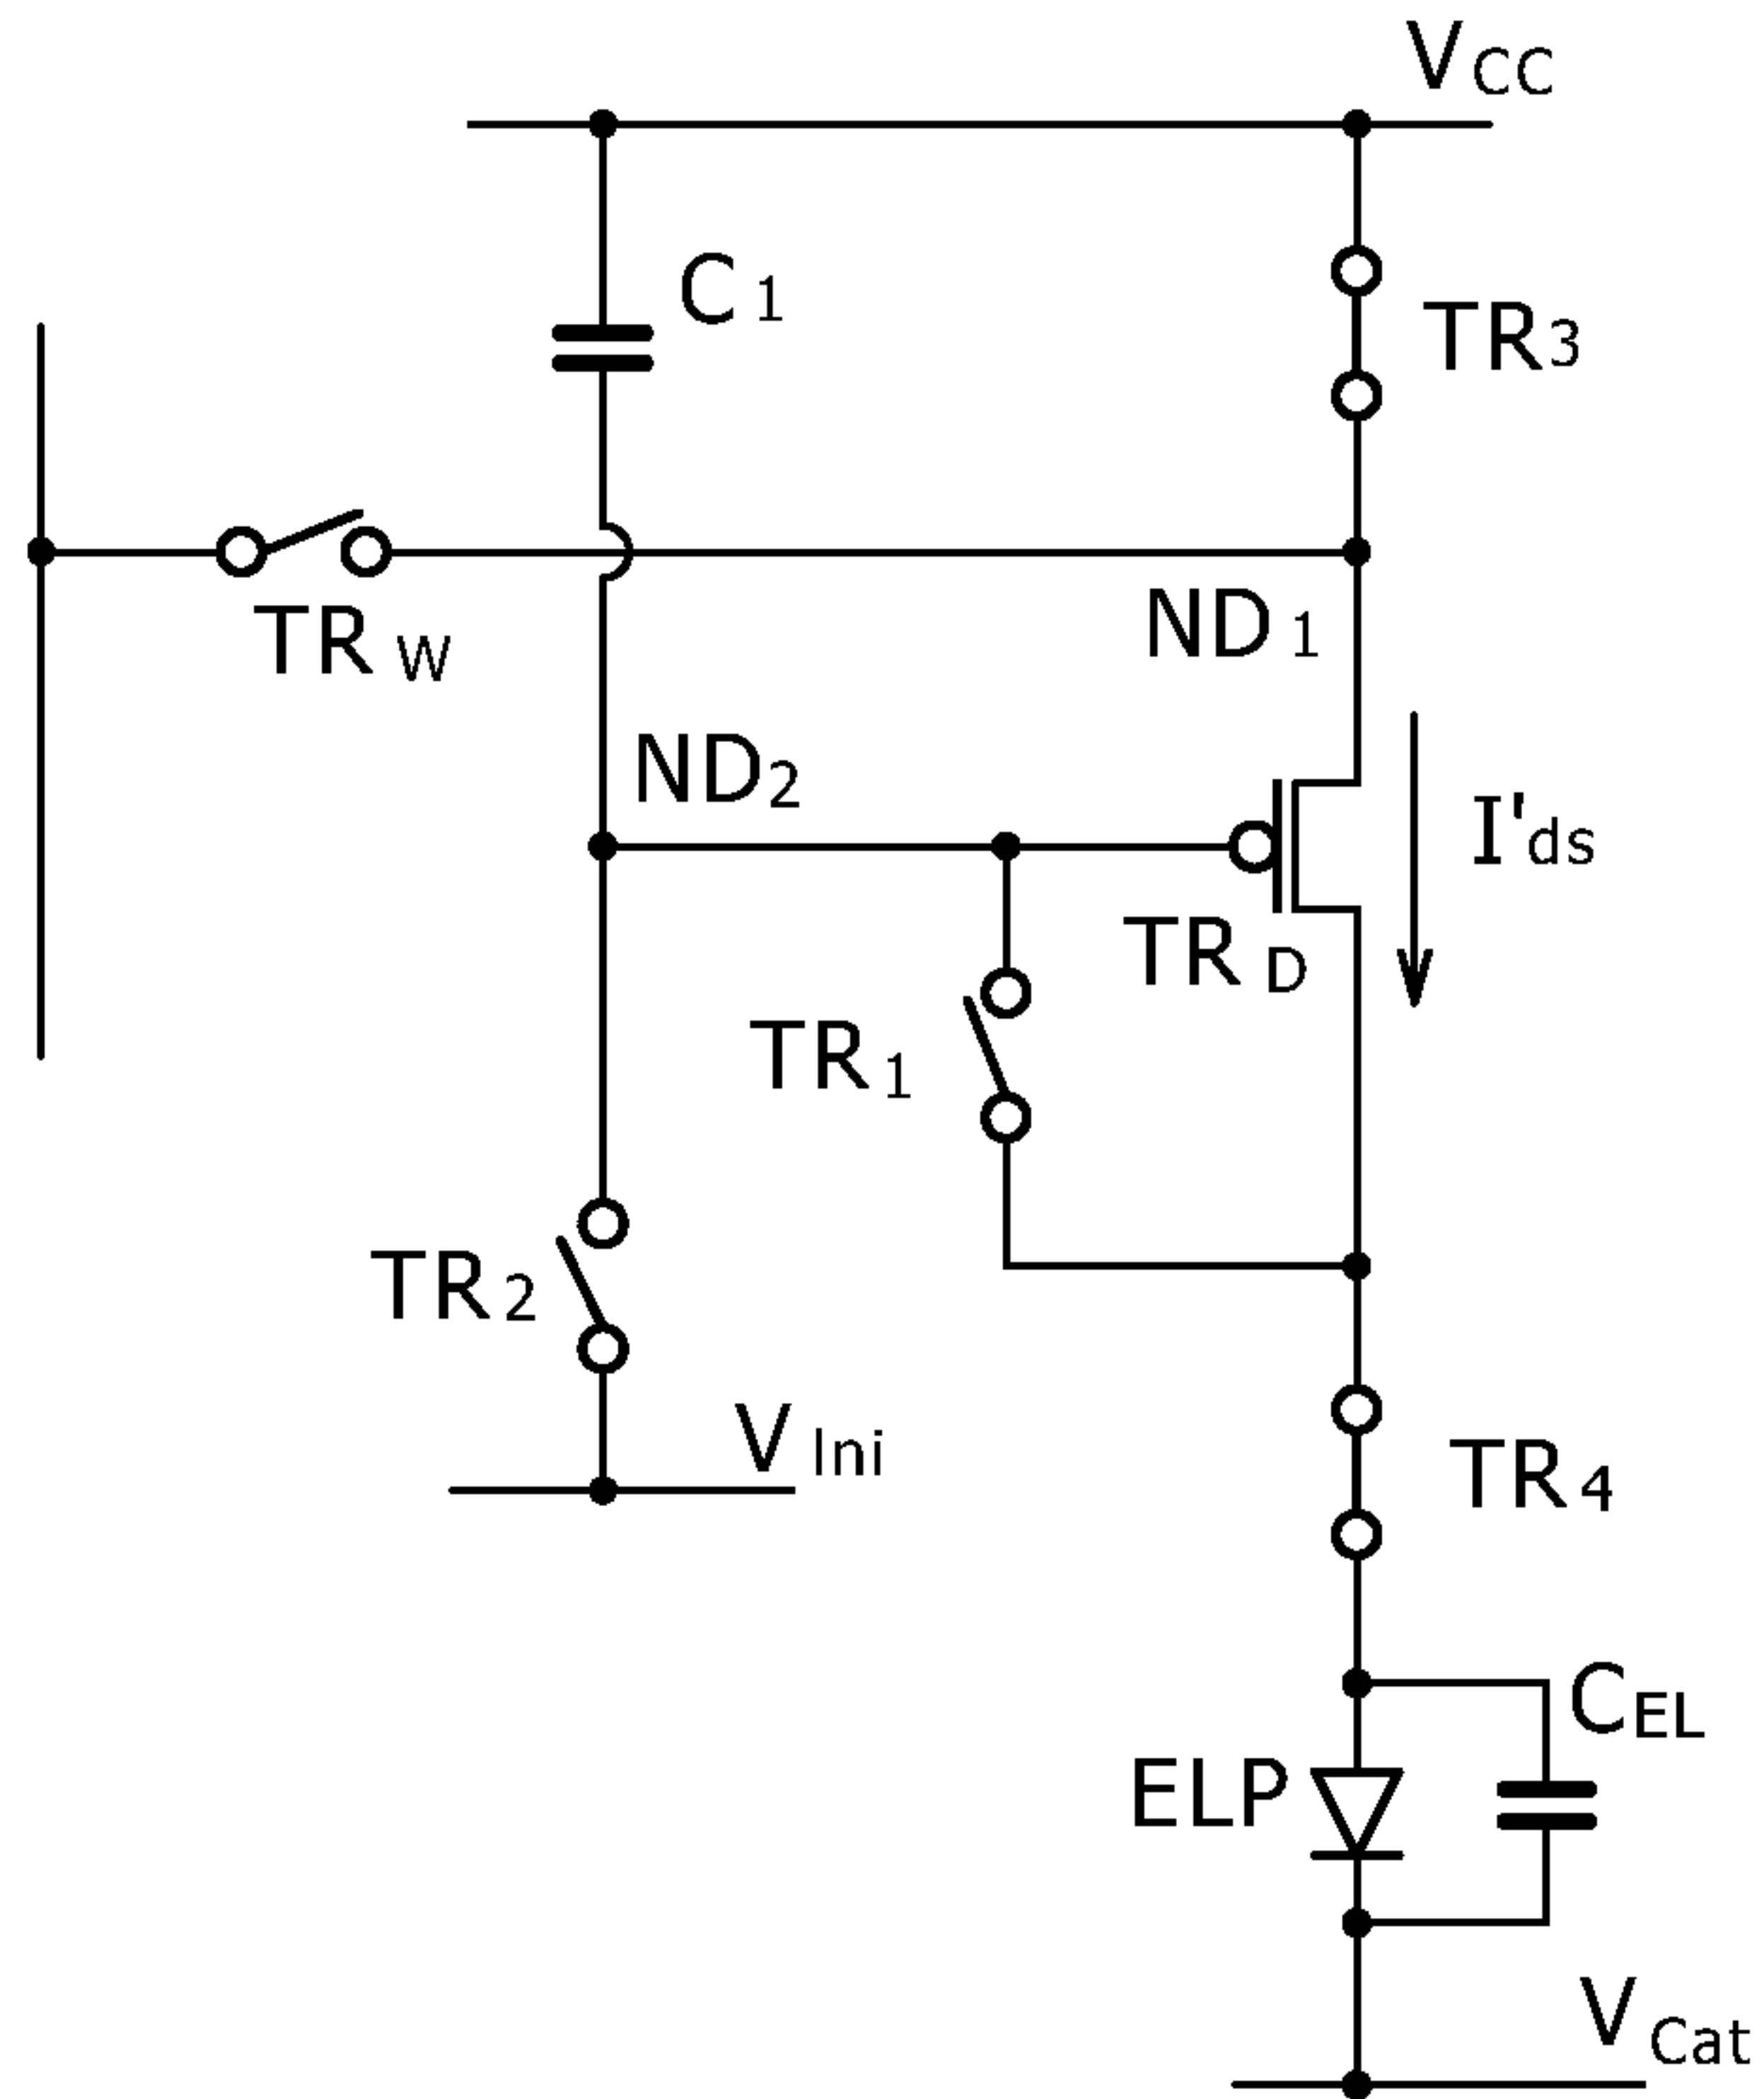 VCC
C1
TR3
TRW
ND1
ND2
I'ds
TRD
TR1
TR2
VIni
TR4
CEL
ELP
VCat